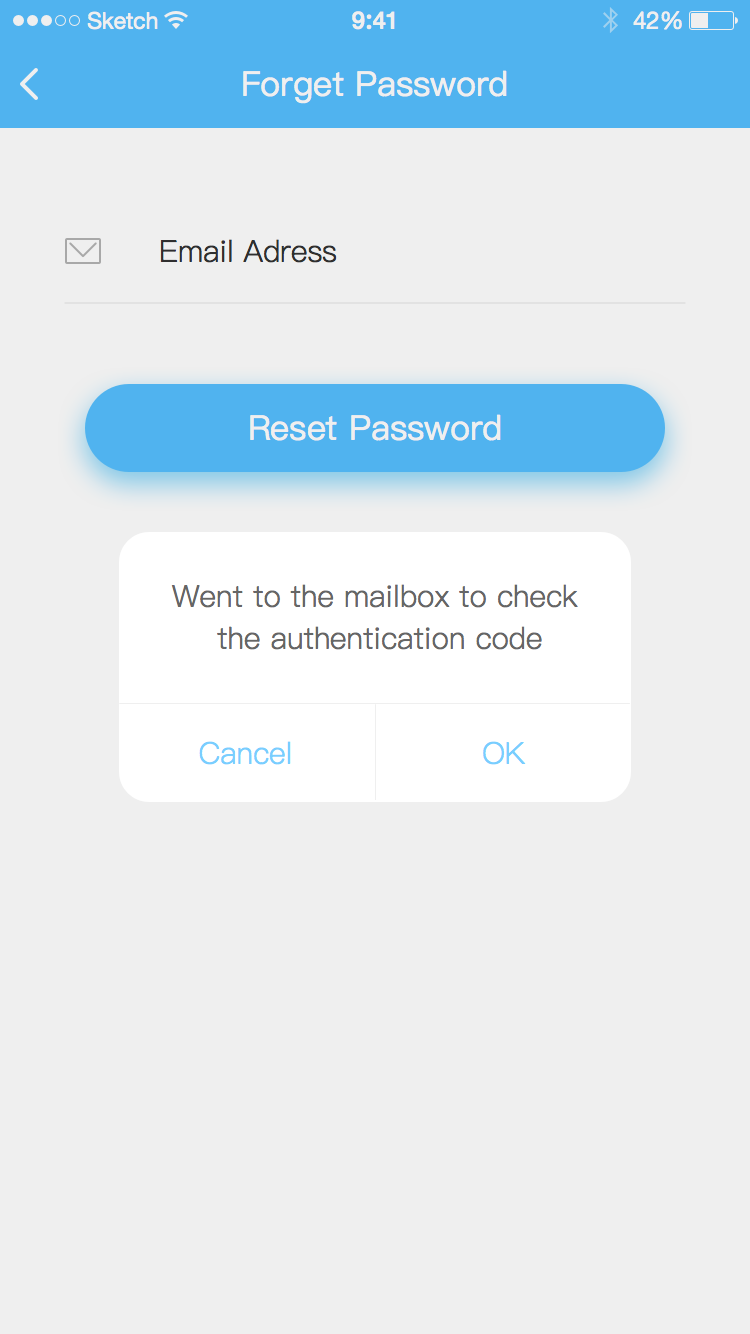 Sketch 9:41 42%
Forget Password
Email Adress
Reset Password
Went to the mailbox to check
the authentication code
Cancel OK